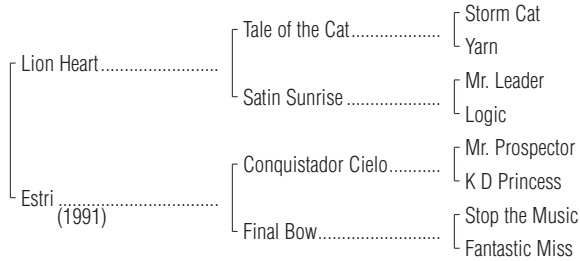 Storm Cat
Tale of the Cat....................
Yarn
Lion Heart..........................
Mr. Leader
Satin Sunrise .....................
Logic
Mr. Prospector
Conquistador Cielo...........
K D Princess
Estri ...................................
(1991)
Stop the Music
Final Bow...........................
Fantastic Miss